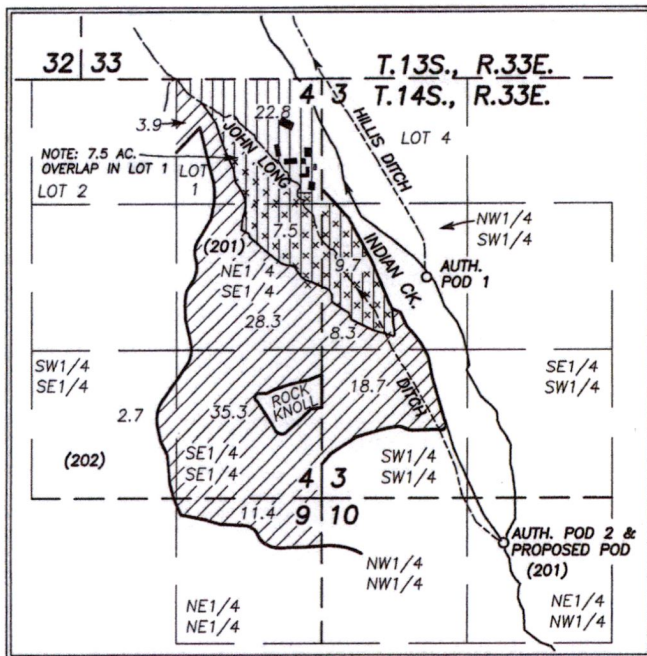 32 33
T.13S., R.33E.
4 3
T.14S., R.33E.
3.9
22.8
HILLIS DITCH
LOT 4
JOHN LONG
NOTE: 7.5 AC.
OVERLAP IN LOT 1
LOT 2
LOT
1
NW1/4
SW1/4
7.5
(201)
9.7
INDIAN CK.
AUTH.
POD 1
NE1/4
SE1/4
28.3
8.3
SW1/4
SE1/4
SE1/4
SW1/4
18.7
DITCH
2.7
35.3
ROCK
KNOLL
(202)
SE1/4
SE1/4
4 3
SW1/4
SW1/4
11.4
9 10
AUTH. POD 2 &
PROPOSED POD
(201)
NW1/4
NW1/4
NE1/4
NE1/4
NE1/4
NW1/4